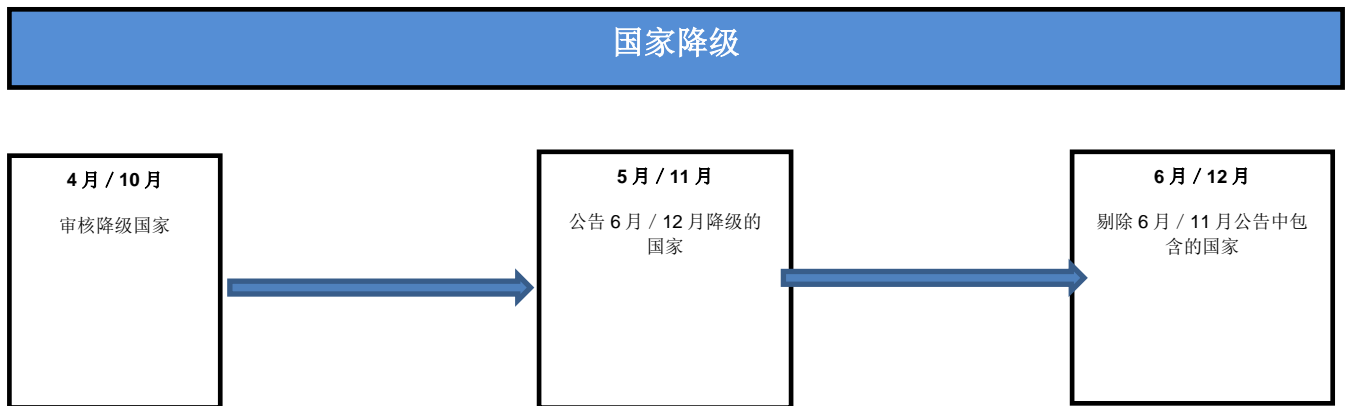 国家降级
4 月 / 10 月
审核降级国家
5 月 / 11 月
公告 6 月 / 12 月降级的
国家
6 月 / 12 月
剔除 6 月 / 11 月公告中包
含的国家